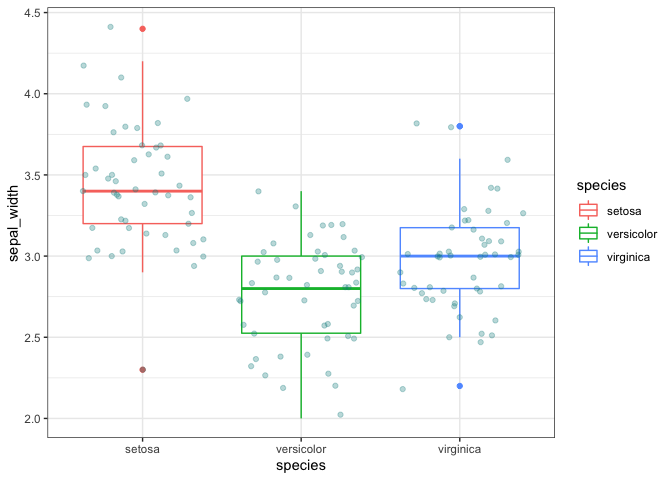 4.5
4.0
3.5
3.0
2.5
2.0
sepal_width
setosa
versicolor
virginica
species
species
setosa
versicolor
virginica